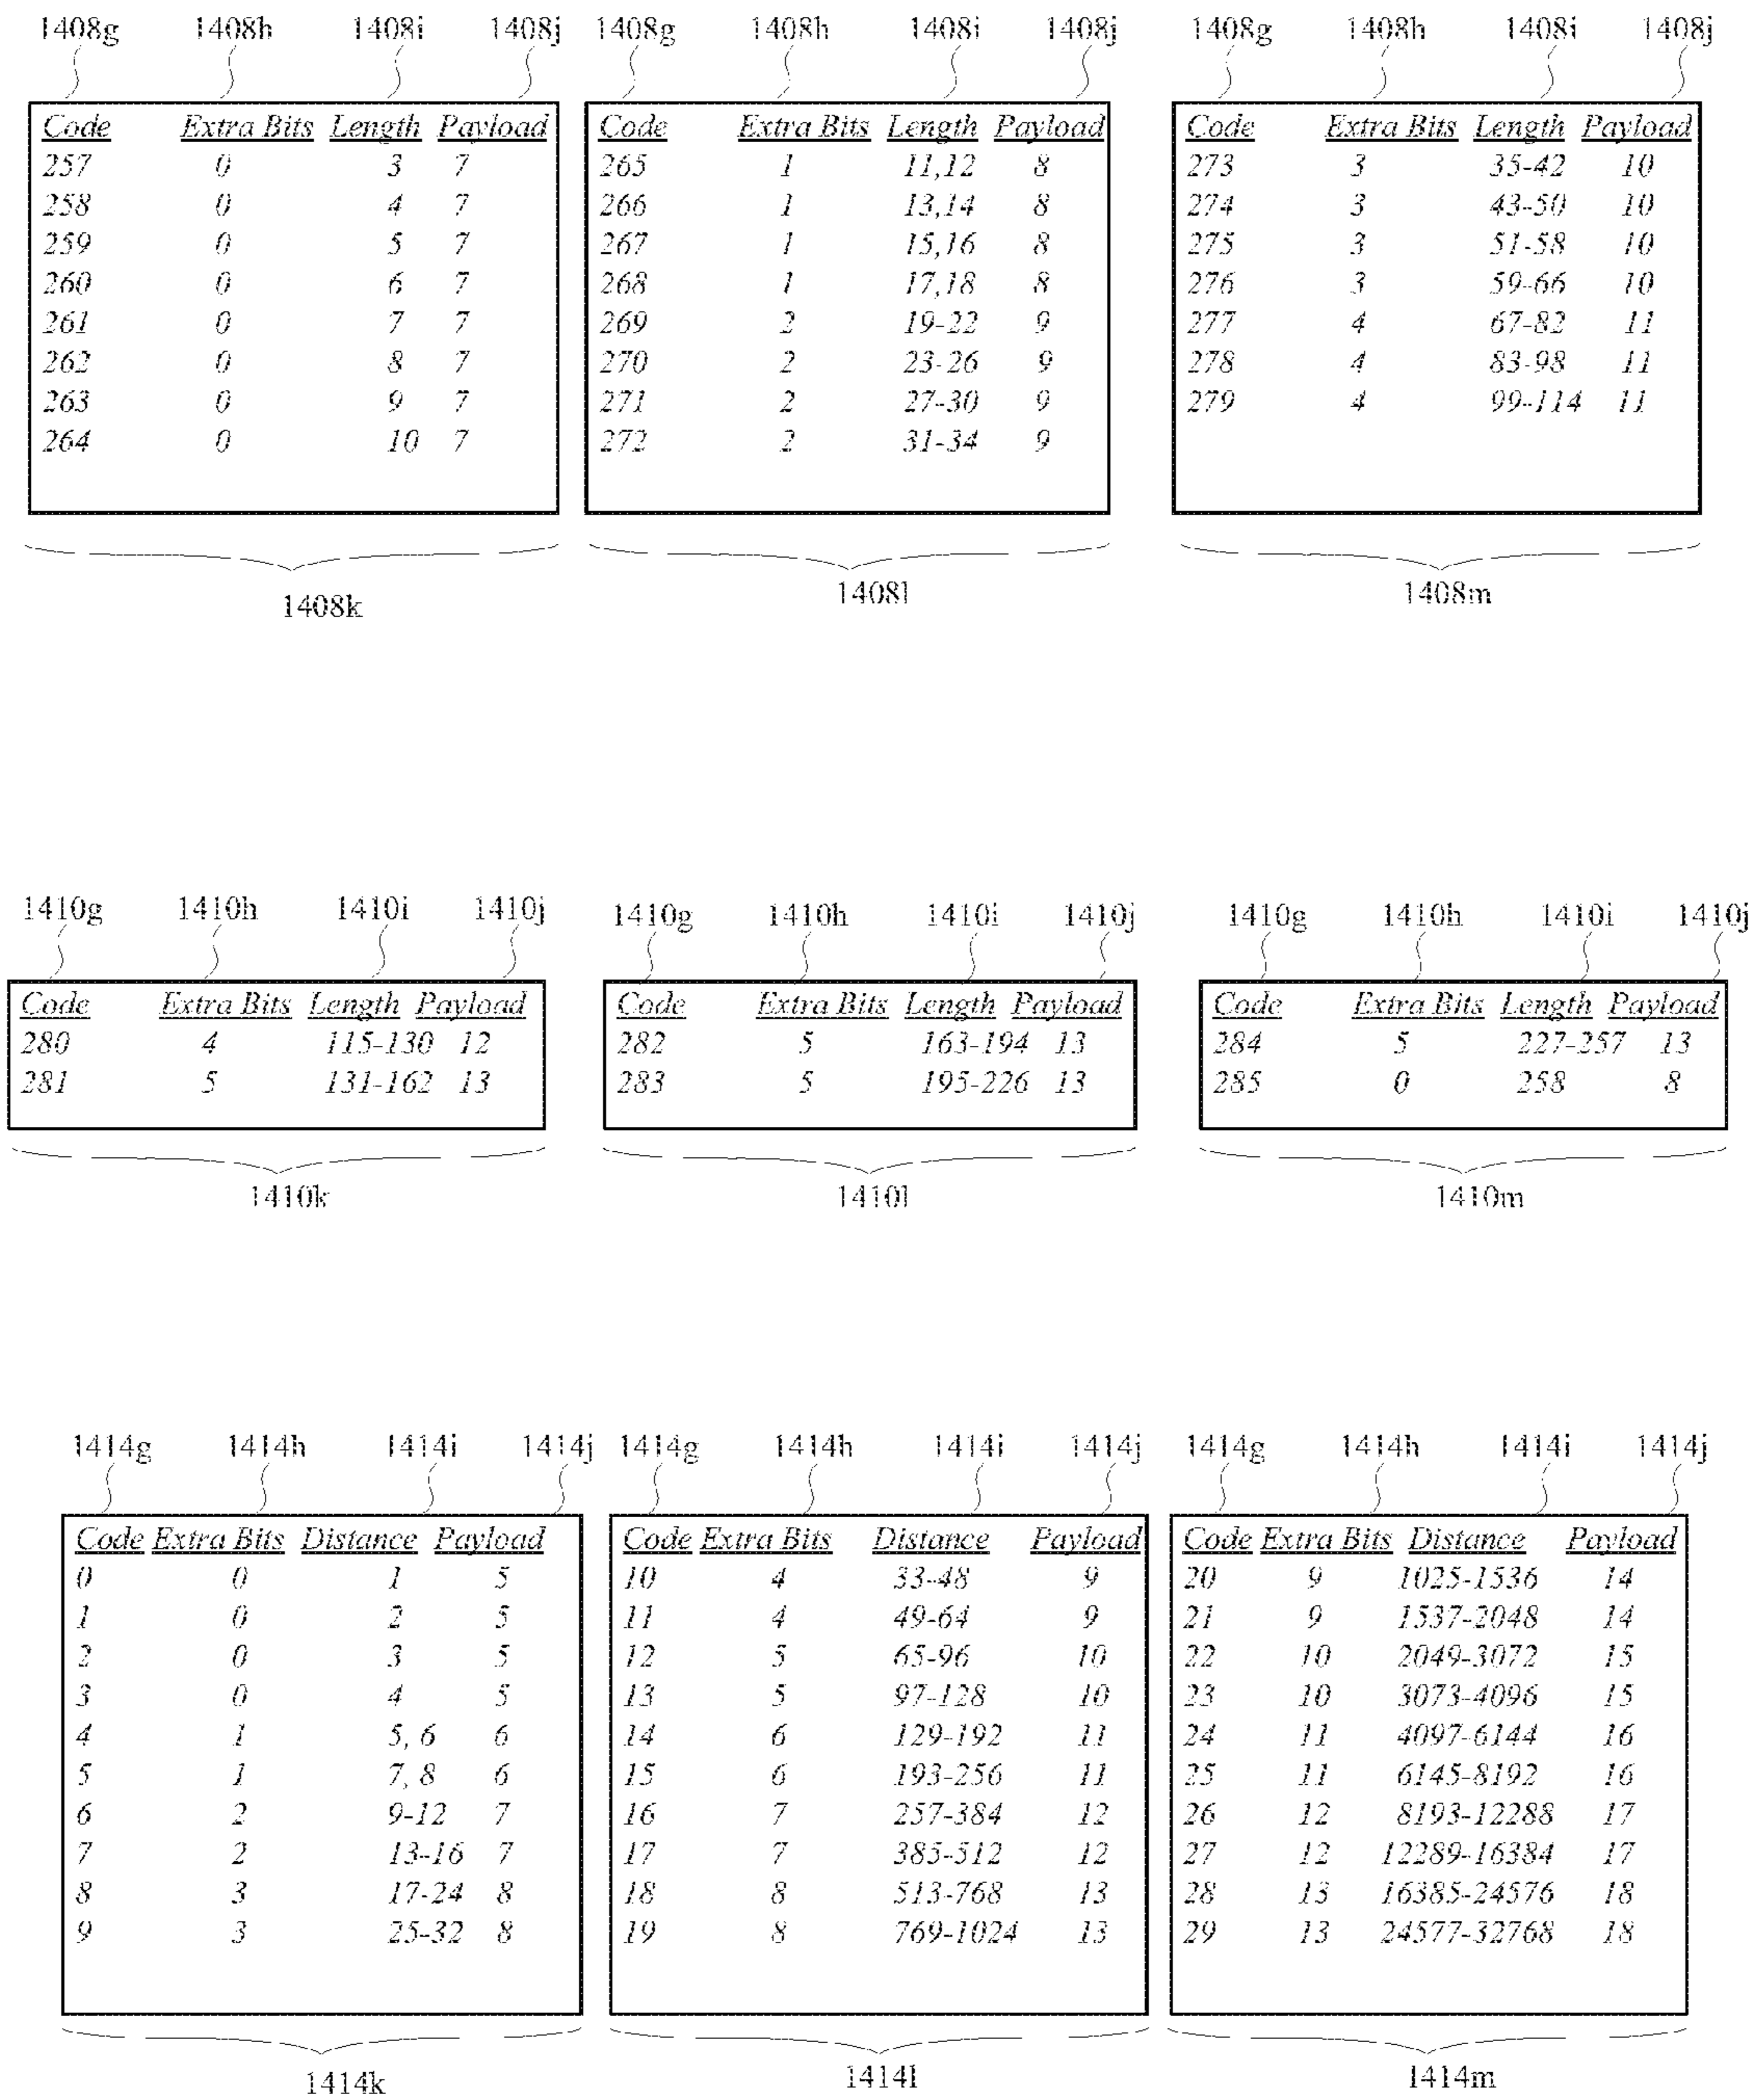 1408g 1408h 1408i 1408j 1408g 1408h 1408i 1408j 1408g 1408h 1408i 1408j
Code Extra Bits Length Payload
257 0 3 7
258 0 4 7
259 0 5 7
260 0 6 7
261 0 7 7
262 0 8 7
263 0 9 7
264 0 10 7
1408k
Code Extra Bits Length Payload
265 1 11,12 8
266 1 13,14 8
267 1 15,16 8
268 1 17,18 8
269 2 19-22 9
270 2 23-26 9
271 2 27-30 9
272 2 31-34 9
1408l
Code Extra Bits Length Payload
273 3 35-42 10
274 3 43-50 10
275 3 51-58 10
276 3 59-66 10
277 4 67-82 11
278 4 83-98 11
279 4 99-114 11
1408m
1410g 1410h 1410i 1410j 1410g 1410h 1410i 1410j 1410g 1410h 1410i 1410j
Code Extra Bits Length Payload
280 4 115-130 12
281 5 131-162 13
1410k
Code Extra Bits Length Payload
282 5 163-194 13
283 5 195-226 13
1410l
Code Extra Bits Length Payload
284 5 227-257 13
285 0 258 8
1410m
1414g 1414h 1414i 1414j 1414g 1414h 1414i 1414j 1414g 1414h 1414i 1414j
Code Extra Bits Distance Payload
0 0 1 5
1 0 2 5
2 0 3 5
3 0 4 5
4 1 5, 6 6
5 1 7, 8 6
6 2 9-12 7
7 2 13-16 7
8 3 17-24 8
9 3 25-32 8
1414k
Code Extra Bits Distance Payload
10 4 33-48 9
11 4 49-64 9
12 5 65-96 10
13 5 97-128 10
14 6 129-192 11
15 6 193-256 11
16 7 257-384 12
17 7 385-512 12
18 8 513-768 13
19 8 769-1024 13
1414l
Code Extra Bits Distance Payload
20 9 1025-1536 14
21 9 1537-2048 14
22 10 2049-3072 15
23 10 3073-4096 15
24 11 4097-6144 16
25 11 6145-8192 16
26 12 8193-12288 17
27 12 12289-16384 17
28 13 16385-24576 18
29 13 24577-32768 18
1414m